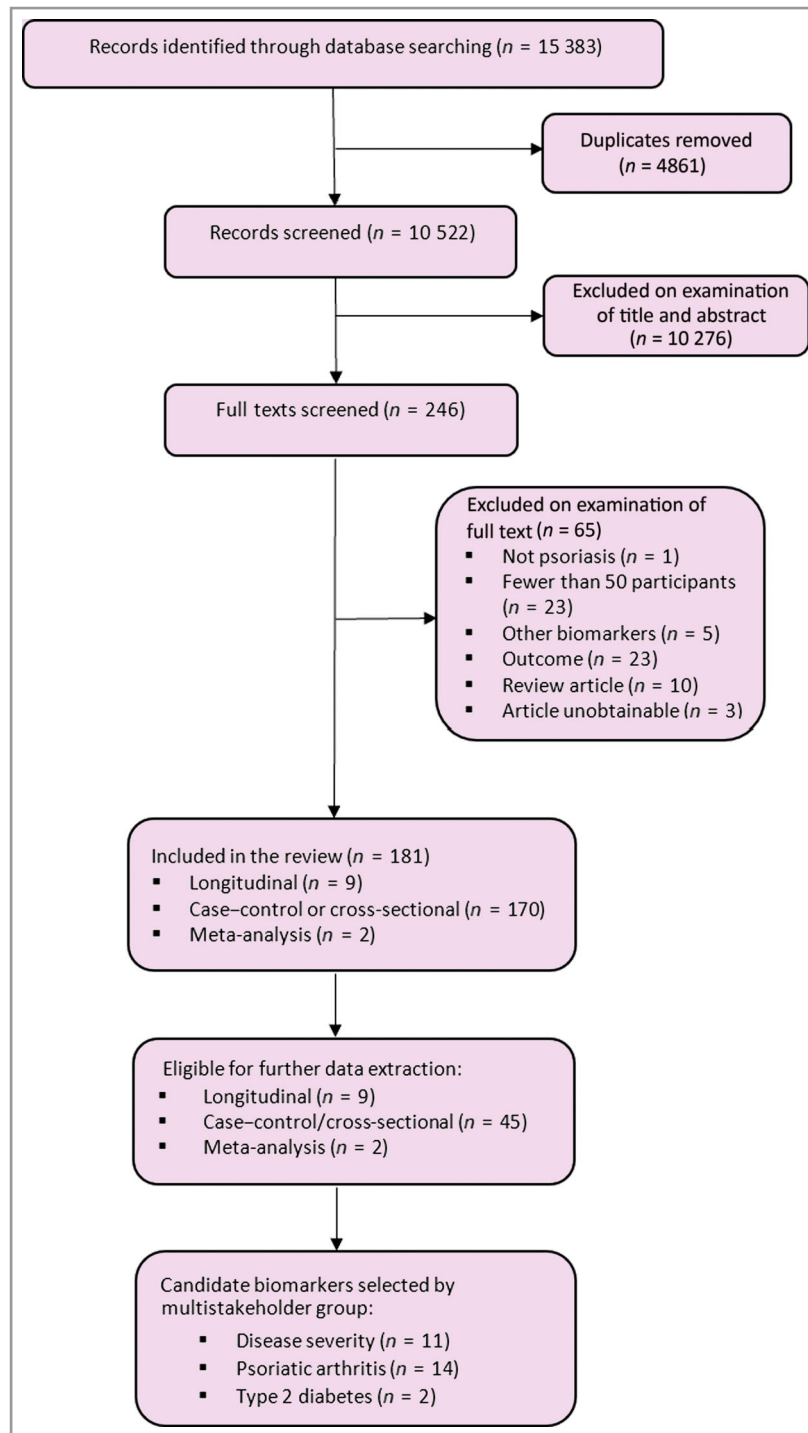 Records identified through database searching (n = 15 383)
Duplicates removed
(n = 4861)
Records screened (n = 10 522)
Excluded on examination
of title and abstract
(n = 10 276)
Full texts screened (n = 246)
Excluded on examination of
full text (n = 65)
▪ Not psoriasis (n = 1)
▪ Fewer than 50 participants
(n = 23)
▪ Other biomarkers (n = 5)
▪ Outcome (n = 23)
▪ Review article (n = 10)
▪ Article unobtainable (n = 3)
Included in the review (n = 181)
▪ Longitudinal (n = 9)
▪ Case–control or cross-sectional (n = 170)
▪ Meta-analysis (n = 2)
Eligible for further data extraction:
▪ Longitudinal (n = 9)
▪ Case–control/cross-sectional (n = 45)
▪ Meta-analysis (n = 2)
Candidate biomarkers selected by
multistakeholder group:
▪ Disease severity (n = 11)
▪ Psoriatic arthritis (n = 14)
▪ Type 2 diabetes (n = 2)